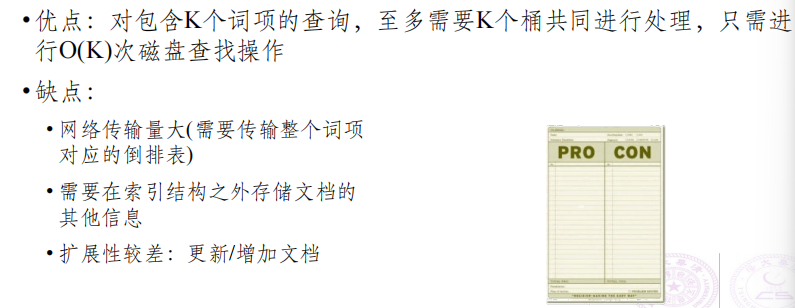 •优点：对包含K个词项的查询，至多需要K个桶共同进行处理，只需进
行O(K)次磁盘查找操作
•缺点：
•网络传输量大(需要传输整个词项
对应的倒排表)
•需要在索引结构之外存储文档的
其他信息
•扩展性较差：更新/增加文档
PRO CON